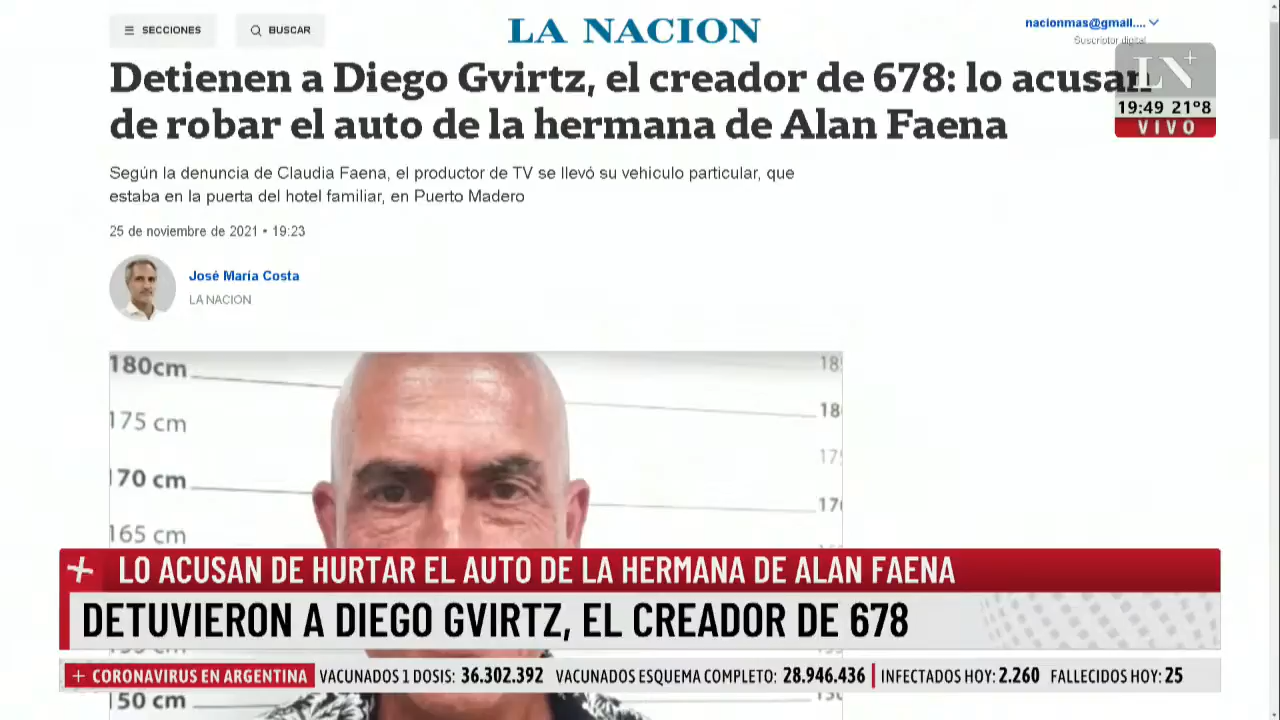 SECCIONES
BUSCAR
LA NACION
nacionmas@gmail....
Suscriptor digital
Detienen a Diego Gvirtz, el creador de 678: lo acusan
de robar el auto de la hermana de Alan Faena
LN+
19:49 21°8
VIVO
Según la denuncia de Claudia Faena, el productor de TV se llevó su vehículo particular, que
estaba en la puerta del hotel familiar, en Puerto Madero
25 de noviembre de 2021 • 19:23
José María Costa
LA NACION
180cm
175 cm
170 cm
165 cm
150 cm
LO ACUSAN DE HURTAR EL AUTO DE LA HERMANA DE ALAN FAENA
DETUVIERON A DIEGO GVIRTZ, EL CREADOR DE 678
+ CORONAVIRUS EN ARGENTINA VACUNADOS 1 DOSIS: 36.302.392 VACUNADOS ESQUEMA COMPLETO: 28.946.436 INFECTADOS HOY: 2.260 FALLECIDOS HOY: 25